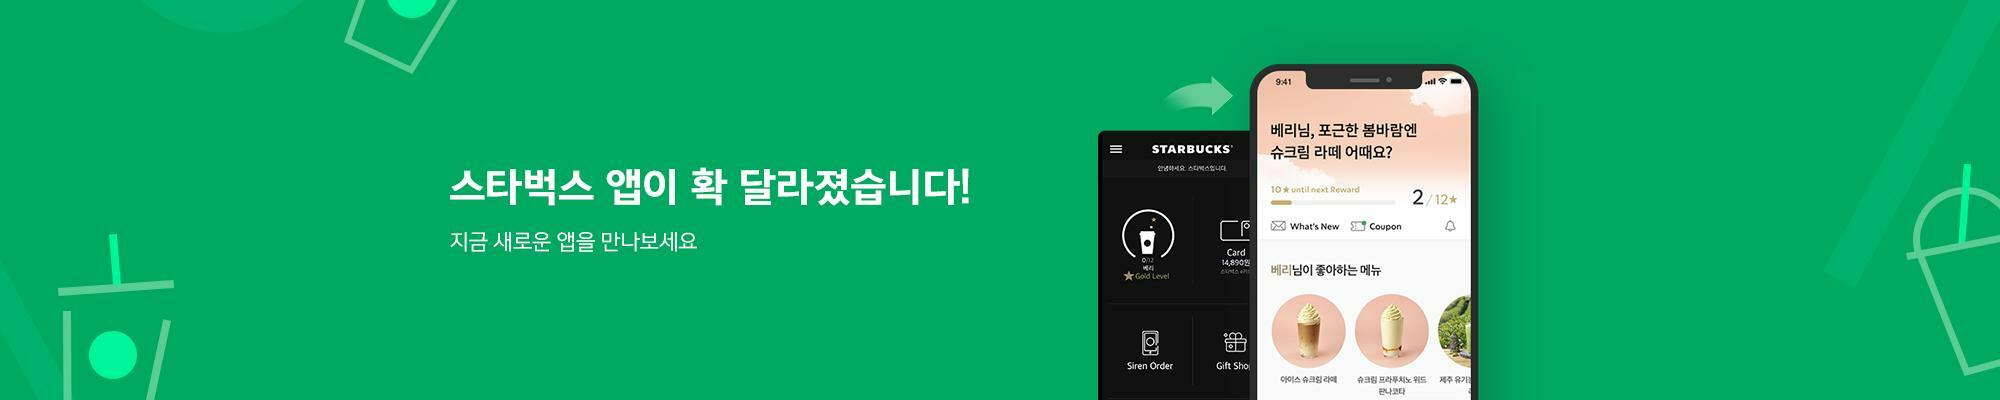 스타벅스 앱이 확 달라졌습니다!
지금 새로운 앱을 만나보세요
STARBUCKS
안녕하세요. 스타벅스입니다.
0/12
베리
Gold Level
Card
14,890원
Siren Order
Gift Shop
9:41
베리님, 포근한 봄바람엔
슈크림 라떼 어때요?
10★until next Reward
2/12★
What's New
Coupon
베리님이 좋아하는 메뉴
아이스 슈크림 라떼
슈크림 프라푸치노 위드
판나코타
제주 유기